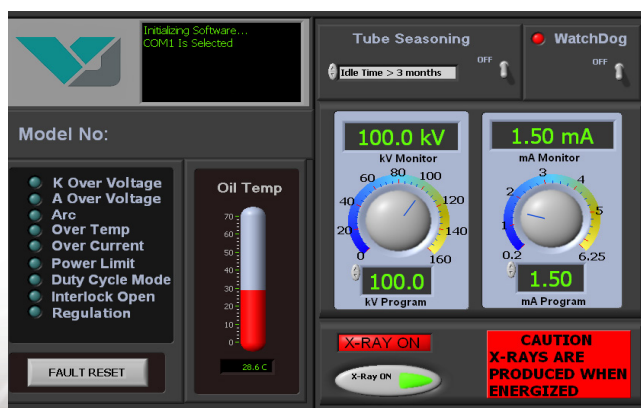 Initializing Software...
COM1 Is Selected
Model No:
K Over Voltage
A Over Voltage
Arc
Over Temp
Over Current
Power Limit
Duty Cycle Mode
Interlock Open
Regulation
FAULT RESET
Oil Temp
70
60
50
40
30
20
10
0
28.6 C
Tube Seasoning
OFF
Idle Time > 3 months
WatchDog
OFF
100.0 kV
kV Monitor
0
20
40
60
80
100
120
140
160
100.0
kV Program
1.50 mA
mA Monitor
0.2
1
2
3
4
5
6.25
1.50
mA Program
X-RAY ON
X-Ray ON
CAUTION
X-RAYS ARE
PRODUCED WHEN
ENERGIZED